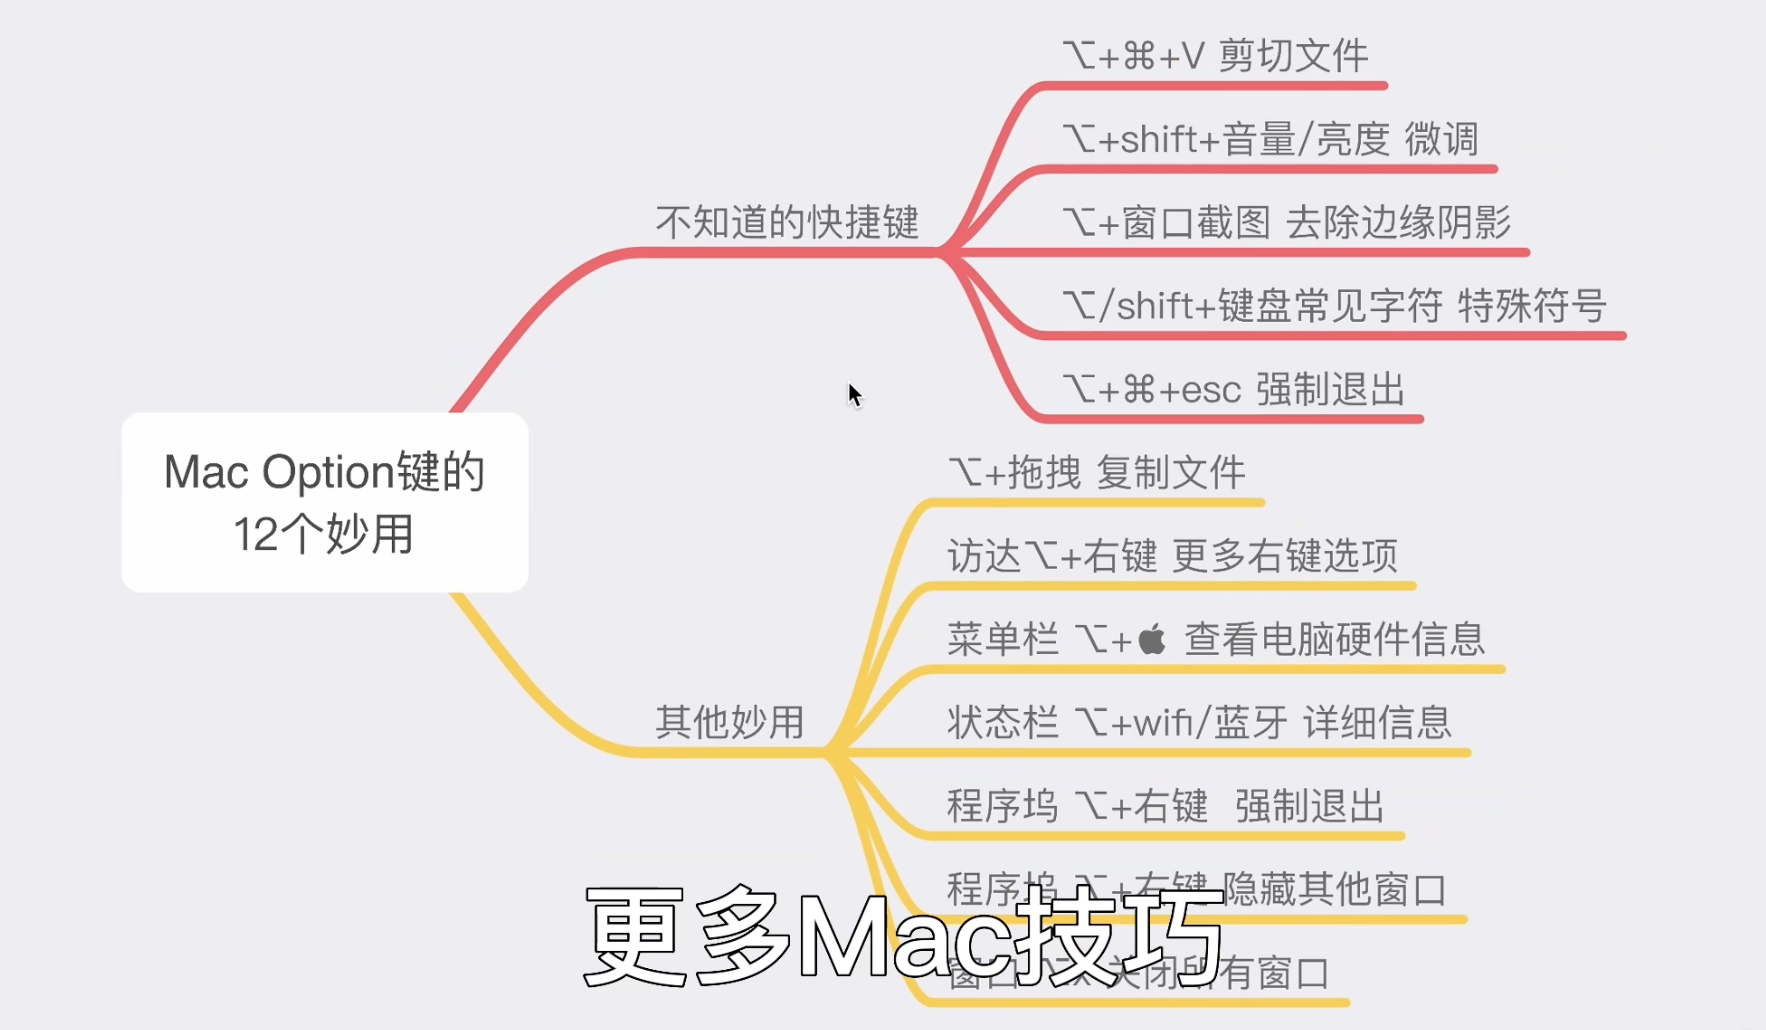 ⌥+⌘+V 剪切文件
⌥+shift+音量/亮度 微调
不知道的快捷键
⌥+窗口截图 去除边缘阴影
⌥/shift+键盘常见字符 特殊符号
⌥+⌘+esc 强制退出
Mac Option键的
12个妙用
⌥+拖拽 复制文件
访达⌥+右键 更多右键选项
菜单栏 ⌥+ 查看电脑硬件信息
状态栏 ⌥+wifi/蓝牙 详细信息
其他妙用
程序坞 ⌥+右键 强制退出
程序坞 ⌥+右键 隐藏其他窗口
更多Mac技巧
窗口 ⌥x 关闭所有窗口